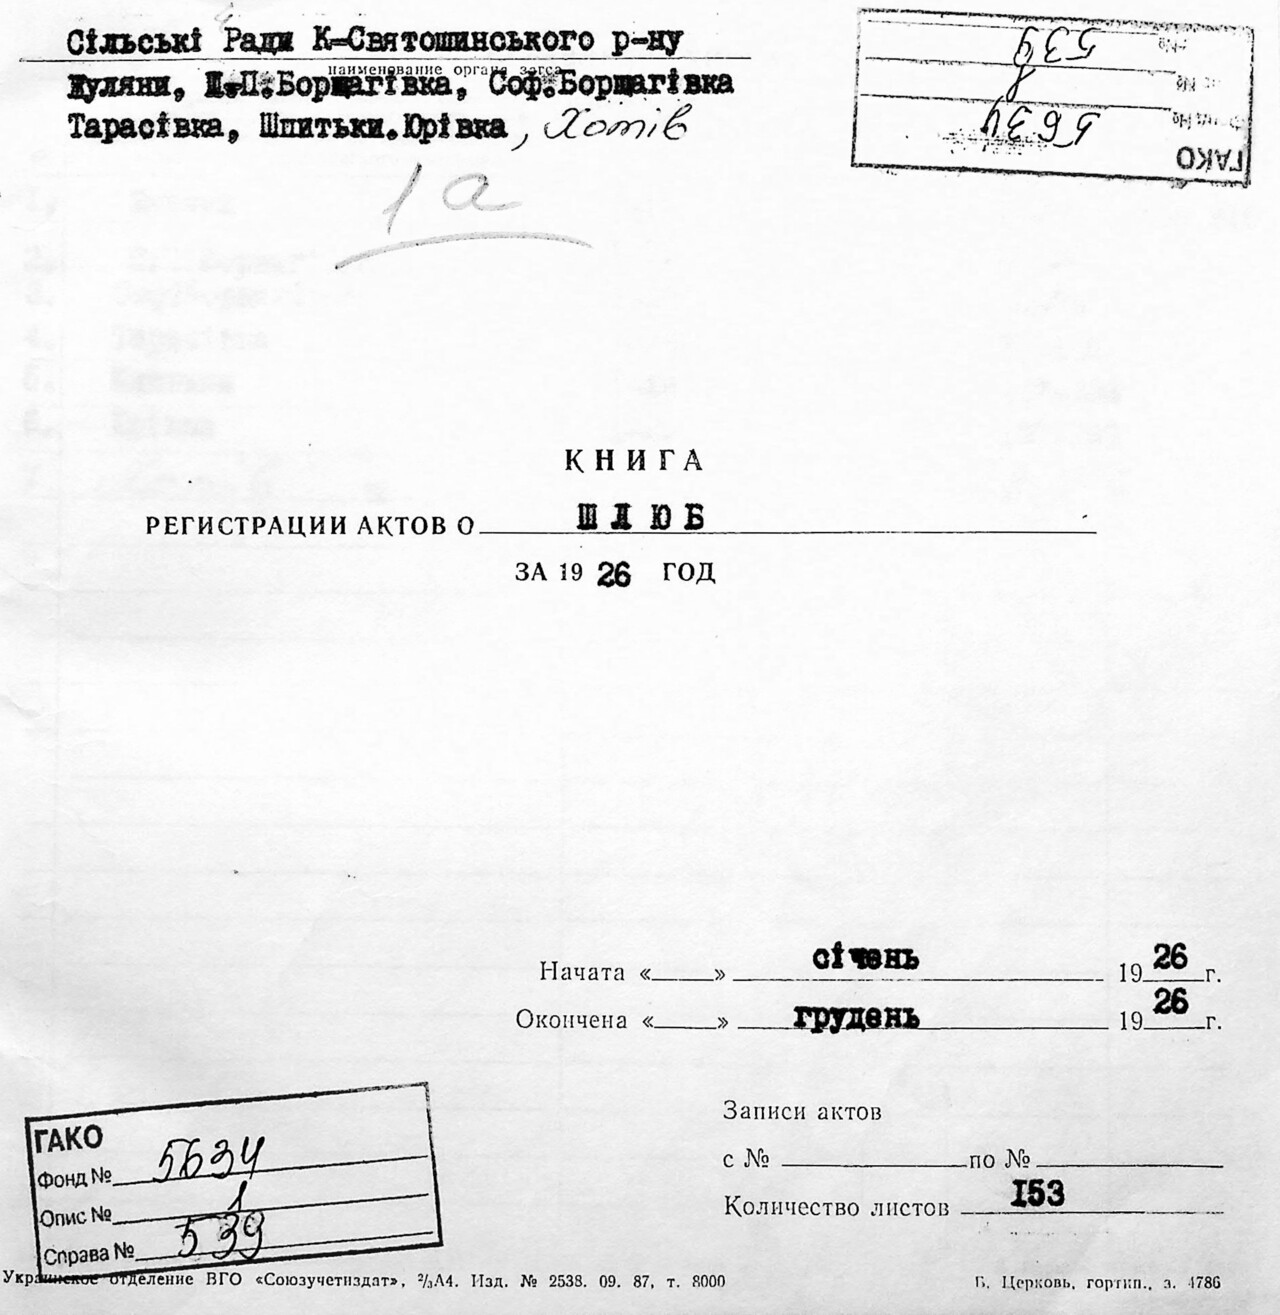 Сільські Ради К-Святошинського р-ну
наименование органа загса
Жуляни, П.П.Борщагівка, Соф.Борщагівка
Тарасівка, Шпитьки.Юрівка, Хотів
1а
ГАКО
5634
1
539
КНИГА
РЕГИСТРАЦИИ АКТОВ О ШЛЮБ
ЗА 1926 ГОД
Начата « » січень 1926 г.
Окончена « » грудень 1926 г.
Записи актов
с № по №
Количество листов I53
ГАКО
Фонд № 5634
Опис № 1
Справа № 539
Украинское отделение ВГО «Союзучетиздат», 2/3А4. Изд. № 2538. 09. 87, т. 8000
Б. Церковь, гортип., з. 4786